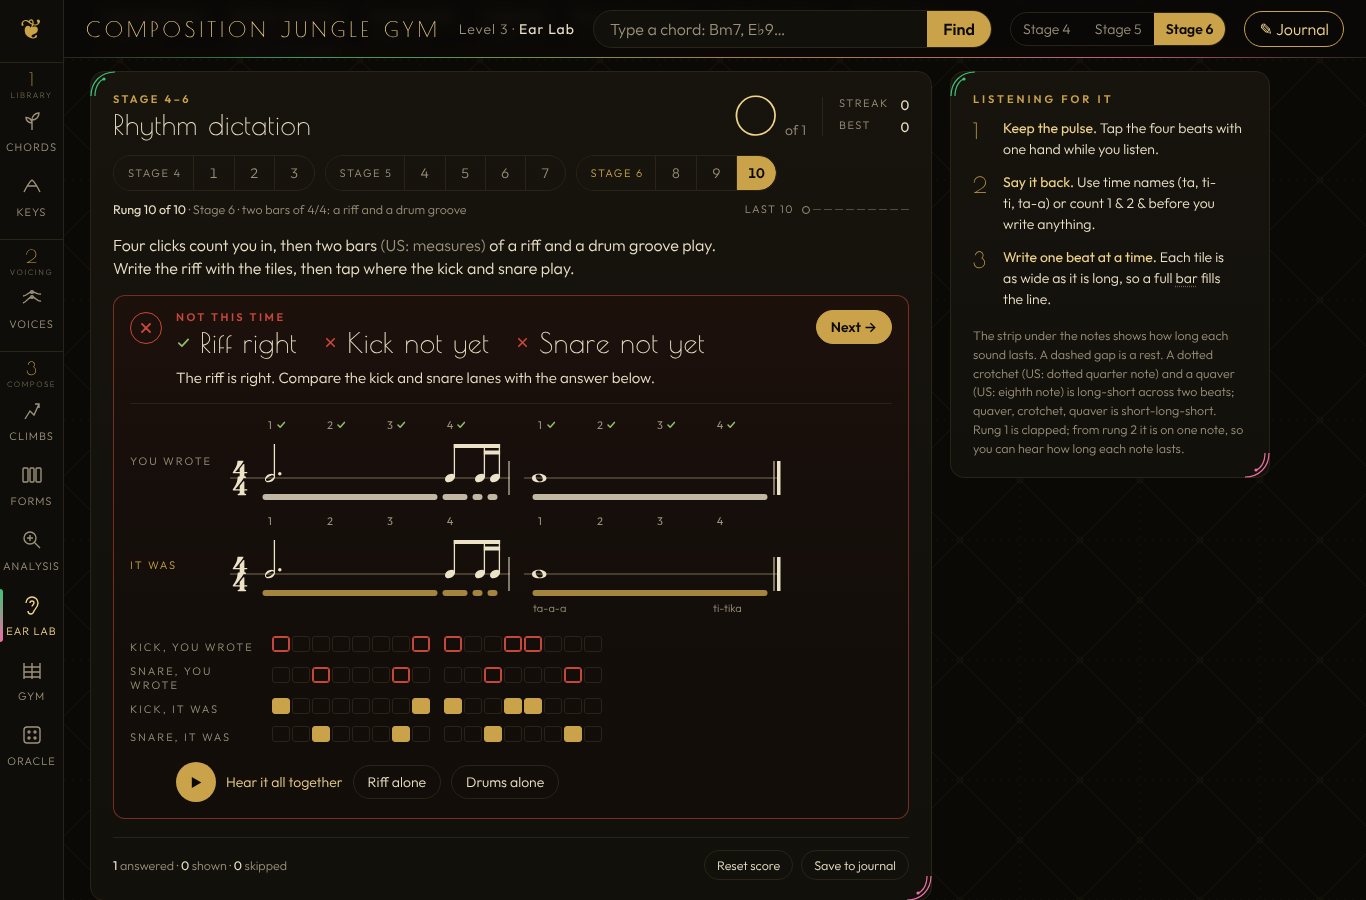 COMPOSITION JUNGLE GYM
Level 3 · Ear Lab
Type a chord: Bm7, E♭9…
Find
Stage 4
Stage 5
Stage 6
✎ Journal
1
LIBRARY
CHORDS
KEYS
2
VOICING
VOICES
3
COMPOSE
CLIMBS
FORMS
ANALYSIS
EAR LAB
GYM
ORACLE
STAGE 4–6
Rhythm dictation
of 1
STREAK 0
BEST 0
STAGE 4 1 2 3
STAGE 5 4 5 6 7
STAGE 6 8 9 10
Rung 10 of 10 · Stage 6 · two bars of 4/4: a riff and a drum groove
LAST 10
Four clicks count you in, then two bars (US: measures) of a riff and a drum groove play.
Write the riff with the tiles, then tap where the kick and snare play.
NOT THIS TIME
✓ Riff right ✕ Kick not yet ✕ Snare not yet
Next →
The riff is right. Compare the kick and snare lanes with the answer below.
1 ✓ 2 ✓ 3 ✓ 4 ✓ 1 ✓ 2 ✓ 3 ✓ 4 ✓
YOU WROTE
4
4
1 2 3 4 1 2 3 4
IT WAS
4
4
ta-a-a ti-tika
KICK, YOU WROTE
SNARE, YOU
WROTE
KICK, IT WAS
SNARE, IT WAS
Hear it all together
Riff alone
Drums alone
1 answered · 0 shown · 0 skipped
Reset score
Save to journal
LISTENING FOR IT
1 Keep the pulse. Tap the four beats with
one hand while you listen.
2 Say it back. Use time names (ta, ti-
ti, ta-a) or count 1 & 2 & before you
write anything.
3 Write one beat at a time. Each tile is
as wide as it is long, so a full bar fills
the line.
The strip under the notes shows how long each
sound lasts. A dashed gap is a rest. A dotted
crotchet (US: dotted quarter note) and a quaver
(US: eighth note) is long-short across two beats;
quaver, crotchet, quaver is short-long-short.
Rung 1 is clapped; from rung 2 it is on one note, so
you can hear how long each note lasts.